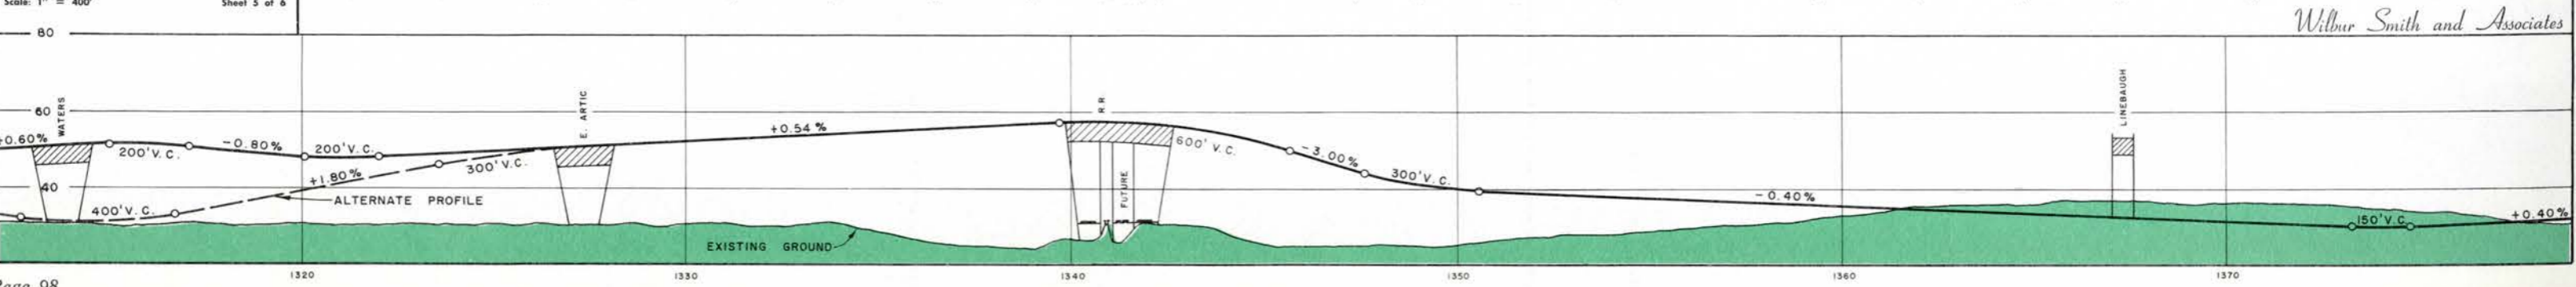 Scale: 1" = 400' Sheet 5 of 6
Wilbur Smith and Associates
80
60
40
+0.60%
WATERS
200' V.C.
-0.80%
200' V.C.
+1.80%
300' V.C.
400' V.C.
ALTERNATE PROFILE
E. ARTIC
+0.54%
R.R
FUTURE
600' V.C.
-3.00%
300' V.C.
-0.40%
LINEBAUGH
150' V.C.
+0.40%
EXISTING GROUND
1320 1330 1340 1350 1360 1370
Page 98